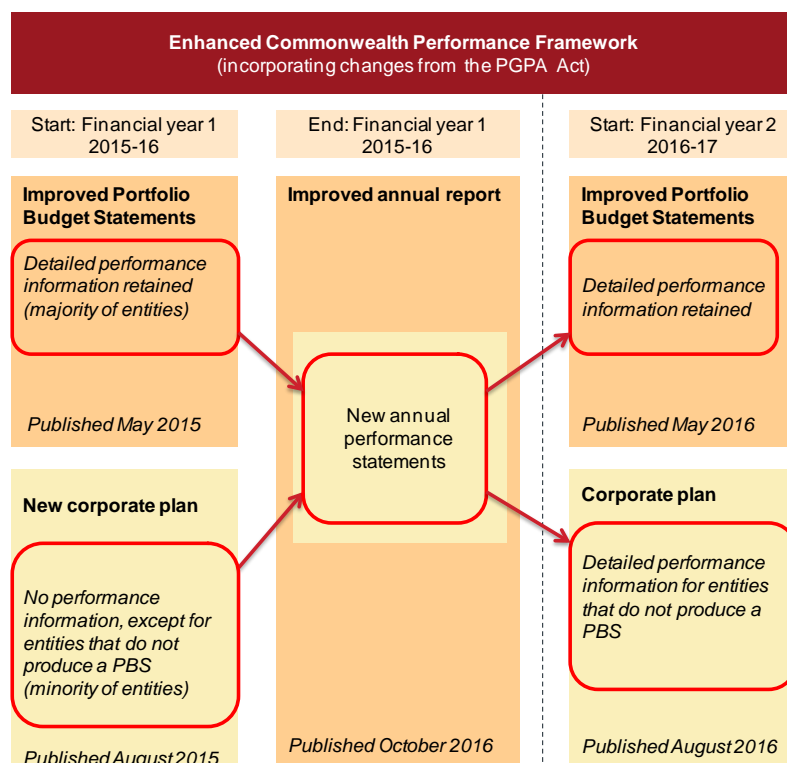 Enhanced Commonwealth Performance Framework
(incorporating changes from the PGPA Act)
Start: Financial year 1
2015-16
End: Financial year 1
2015-16
Start: Financial year 2
2016-17
Improved Portfolio
Budget Statements
Detailed performance
information retained
(majority of entities)
Published May 2015
New corporate plan
No performance
information, except for
entities that do not
produce a PBS
(minority of entities)
Published August 2015
Improved annual report
New annual
performance
statements
Published October 2016
Improved Portfolio
Budget Statements
Detailed performance
information retained
Published May 2016
Corporate plan
Detailed performance
information for entities
that do not produce a
PBS
Published August 2016